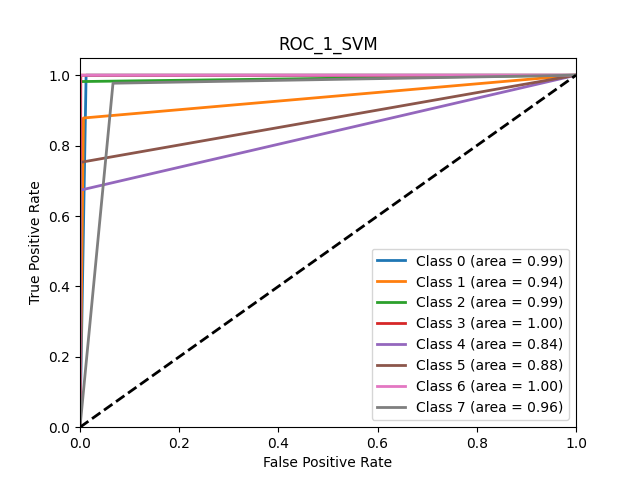 ROC_1_SVM
True Positive Rate
1.0
0.8
0.6
0.4
0.2
0.0
Class 0 (area = 0.99)
Class 1 (area = 0.94)
Class 2 (area = 0.99)
Class 3 (area = 1.00)
Class 4 (area = 0.84)
Class 5 (area = 0.88)
Class 6 (area = 1.00)
Class 7 (area = 0.96)
0.0 0.2 0.4 0.6 0.8 1.0
False Positive Rate